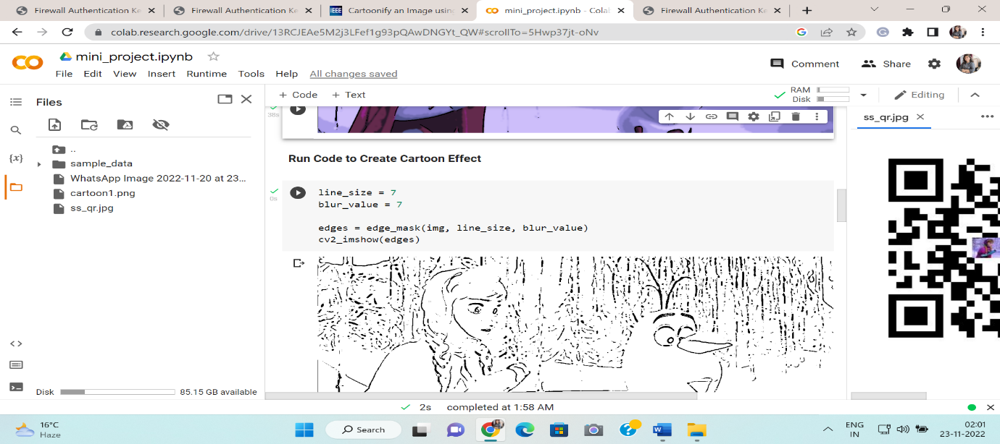 Firewall Authentication Ke
Firewall Authentication Ke
IEEE Cartoonify an Image using
mini_project.ipynb - Colab
Firewall Authentication Ke
colab.research.google.com/drive/13RCJEAe5M2j3LFef1g93pQAwDNGYt_QW#scrollTo=5Hwp37jt-oNv
mini_project.ipynb
File Edit View Insert Runtime Tools Help All changes saved
Comment Share
Files
+ Code + Text
RAM
Disk
Editing
38s
ss_qr.jpg
{x}
..
sample_data
WhatsApp Image 2022-11-20 at 23...
cartoon1.png
ss_qr.jpg
Run Code to Create Cartoon Effect
0s
line_size = 7
blur_value = 7
edges = edge_mask(img, line_size, blur_value)
cv2_imshow(edges)
Disk 85.15 GB available
2s completed at 1:58 AM
16°C
Haze
Search
ENG
IN
02:01
23-11-2022